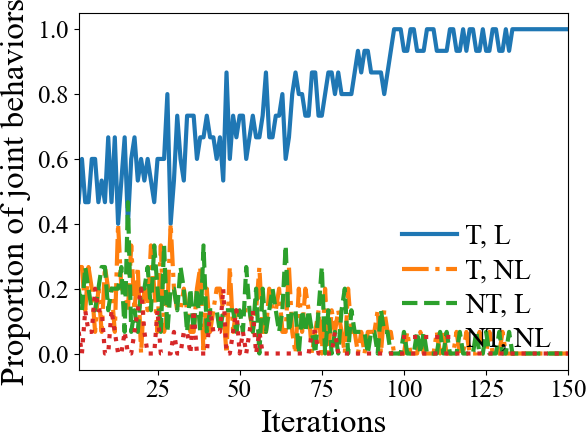 Proportion of joint behaviors
1.0
0.8
0.6
0.4
0.2
0.0
T, L
T, NL
NT, L
NT, NL
25
50
75
100
125
150
Iterations